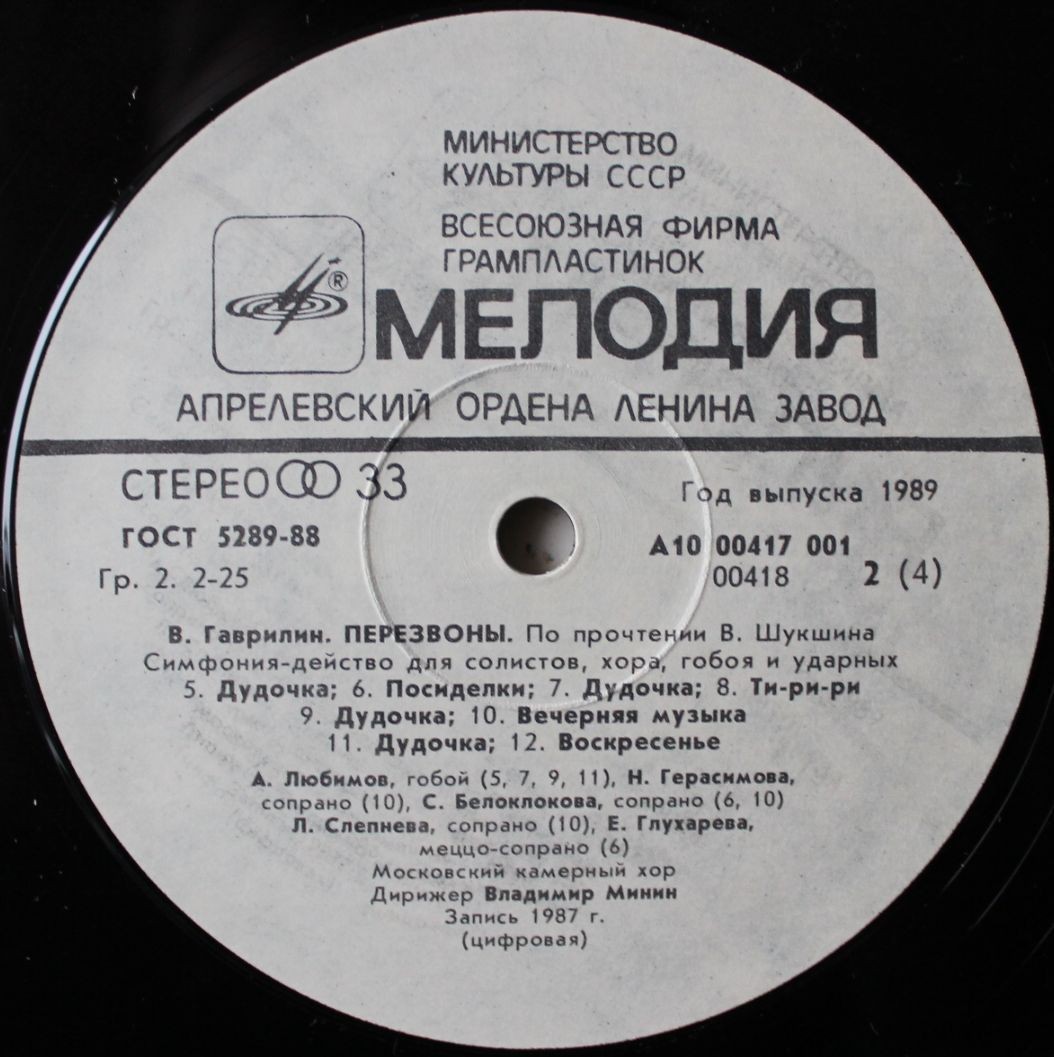 МИНИСТЕРСТВО
КУЛЬТУРЫ СССР
ВСЕСОЮЗНАЯ ФИРМА
ГРАМПЛАСТИНОК
®
МЕЛОДИЯ
АПРЕЛЕВСКИЙ ОРДЕНА ЛЕНИНА ЗАВОД
СТЕРЕО 33
Год выпуска 1989
ГОСТ 5289-88
А10 00417 001
Гр. 2. 2-25
00418 2 (4)
В. Гаврилин. ПЕРЕЗВОНЫ. По прочтении В. Шукшина
Симфония-действо для солистов, хора, гобоя и ударных
5. Дудочка; 6. Посиделки; 7. Дудочка; 8. Ти-ри-ри
9. Дудочка; 10. Вечерняя музыка
11. Дудочка; 12. Воскресенье
А. Любимов, гобой (5, 7, 9, 11), Н. Герасимова,
сопрано (10), С. Белоклокова, сопрано (6, 10)
Л. Слепнева, сопрано (10), Е. Глухарева,
меццо-сопрано (6)
Московский камерный хор
Дирижер Владимир Минин
Запись 1987 г.
(цифровая)